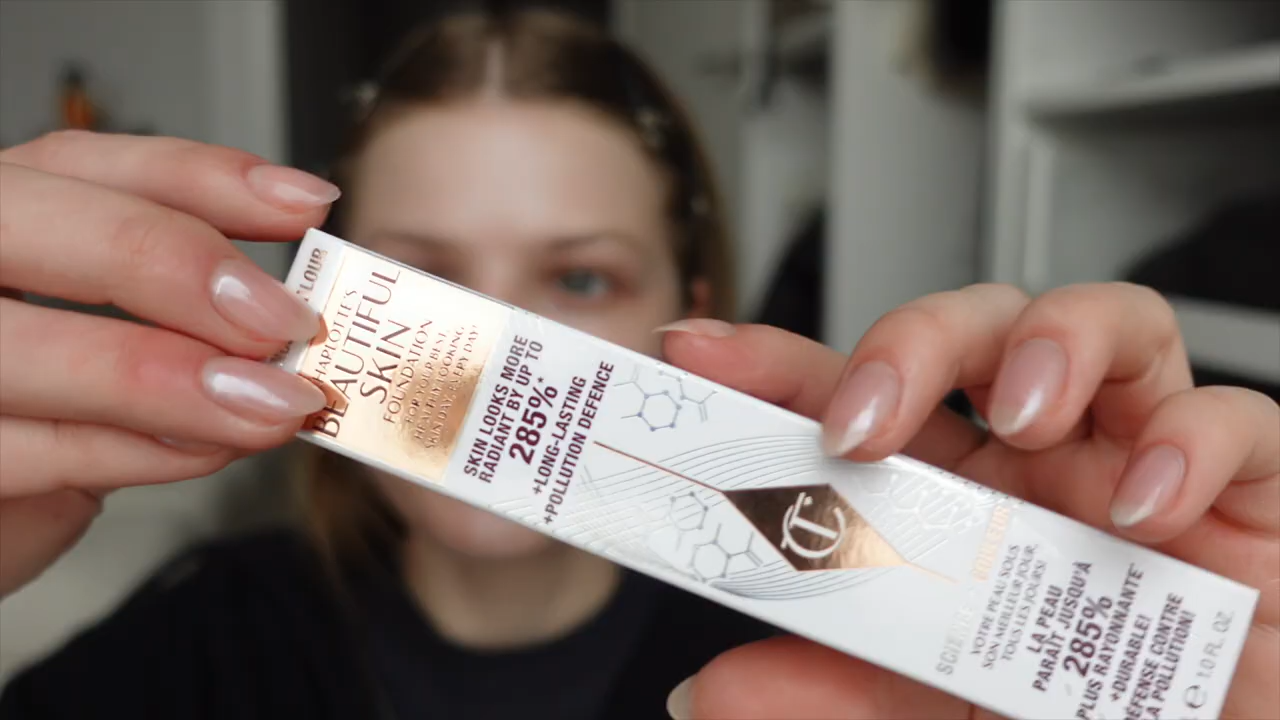 CHARLOTTE'S
BEAUTIFUL
SKIN
FOUNDATION
FOR YOUR BEST,
HEALTHY-LOOKING
SKIN DAY, EVERY DAY!
SKIN LOOKS MORE
RADIANT BY UP TO
285%*
+LONG-LASTING
+POLLUTION DEFENCE
CT
VOTRE PEAU SOUS
SON MEILLEUR JOUR,
TOUS LES JOURS!
LA PEAU
PARAÎT JUSQU'À
285%
PLUS RAYONNANTE*
+DURABLE!
ÉFENSE CONTRE
A POLLUTION!
℮ 1.0 FL. OZ.